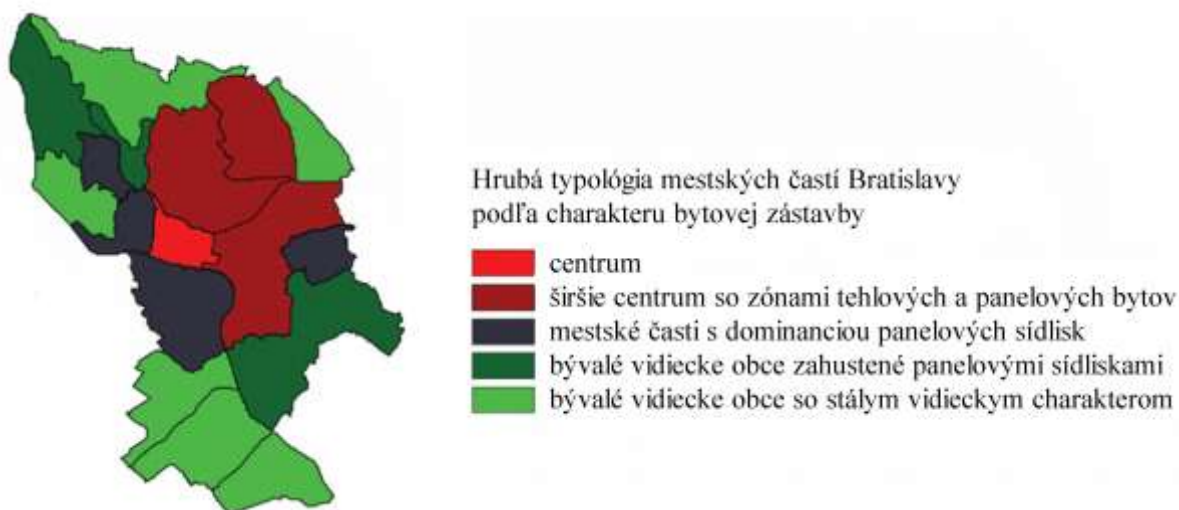 Hrubá typológia mestských častí Bratislavy
podľa charakteru bytovej zástavby
centrum
širšie centrum so zónami tehlových a panelových bytov
mestské časti s dominanciou panelových sídlisk
bývalé vidiecke obce zahustené panelovými sídliskami
bývalé vidiecke obce so stálym vidieckym charakterom